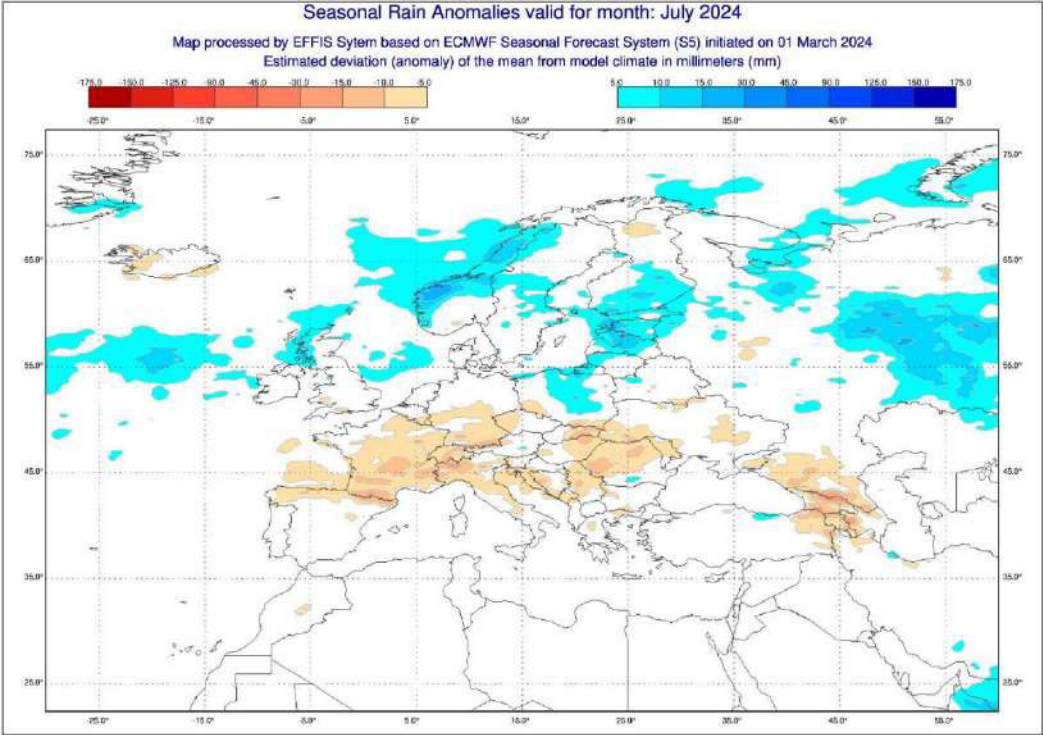 Seasonal Rain Anomalies valid for month: July 2024
Map processed by EFFIS Sytem based on ECMWF Seasonal Forecast System (S5) initiated on 01 March 2024
Estimated deviation (anomaly) of the mean from model climate in millimeters (mm)
-175.0 -150.0 -125.0 -90.0 -45.0 -30.0 -15.0 -10.0 -5.0 5.0 10.0 15.0 30.0 45.0 90.0 125.0 150.0 175.0
-25.0° -15.0° -5.0° 5.0° 15.0° 25.0° 35.0° 45.0° 55.0°
75.0° 75.0°
65.0° 65.0°
55.0° 55.0°
45.0° 45.0°
35.0° 35.0°
25.0° 25.0°
-25.0° -15.0° -5.0° 5.0° 15.0° 25.0° 35.0° 45.0° 55.0°